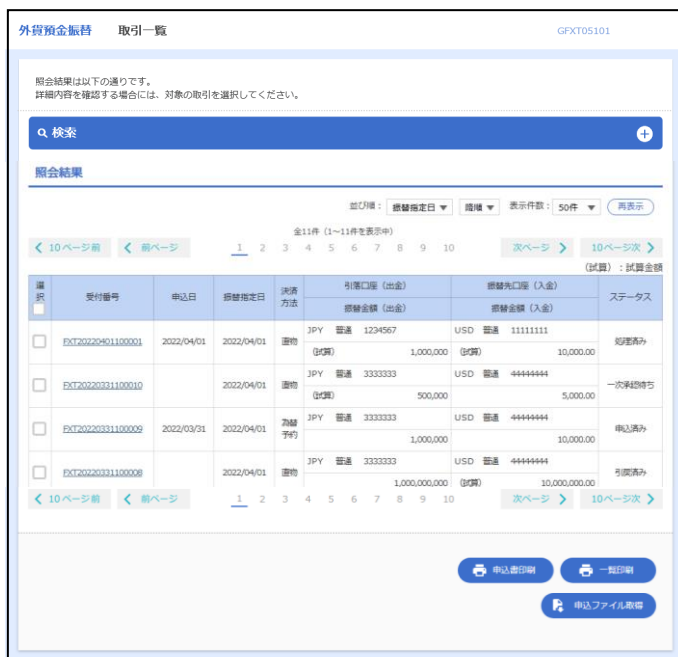 外貨預金振替 取引一覧 GFXT05101
照会結果は以下の通りです。
詳細内容を確認する場合には、対象の取引を選択してください。
検索
照会結果
並び順： 振替指定日 ▼ 降順 ▼ 表示件数： 50件 ▼ 再表示
全11件（1～11件を表示中）
10ページ前 前ページ 1 2 3 4 5 6 7 8 9 10 次ページ 10ページ次
（試算）：試算金額
選択 受付番号 申込日 振替指定日 決済方法 引落口座（出金） 振替先口座（入金） ステータス
振替金額（出金） 振替金額（入金）
FXT20220401100001 2022/04/01 2022/04/01 直物 JPY 普通 1234567 USD 普通 11111111 処理済み
（試算） 1,000,000 （試算） 10,000.00
FXT20220331100010 2022/04/01 直物 JPY 普通 3333333 USD 普通 44444444 一次承認待ち
（試算） 500,000 5,000.00
FXT20220331100009 2022/03/31 2022/04/01 為替予約 JPY 普通 3333333 USD 普通 44444444 申込済み
1,000,000 10,000.00
FXT20220331100008 2022/04/01 直物 JPY 普通 3333333 USD 普通 44444444 引戻済み
1,000,000,000 （試算） 10,000,000.00
10ページ前 前ページ 1 2 3 4 5 6 7 8 9 10 次ページ 10ページ次
申込書印刷 一覧印刷
申込ファイル取得